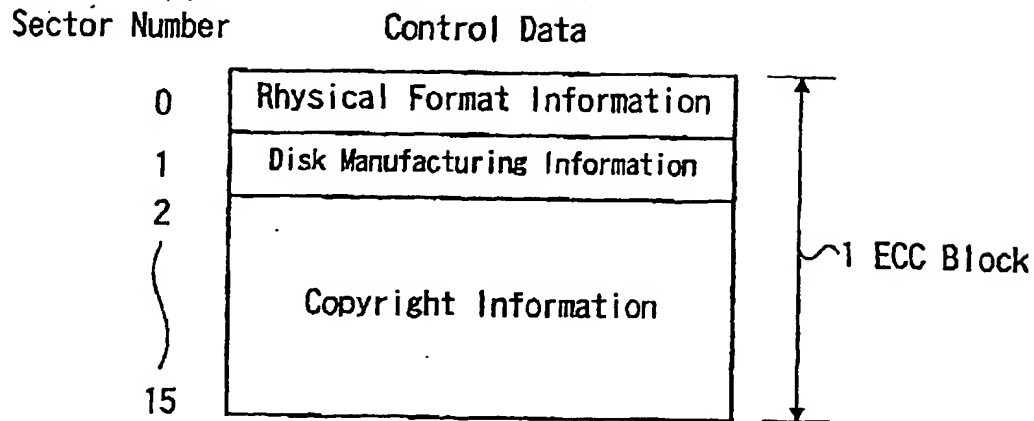 Sector Number Control Data
0 Rhysical Format Information
1 Disk Manufacturing Information
2
Copyright Information
1 ECC Block
15